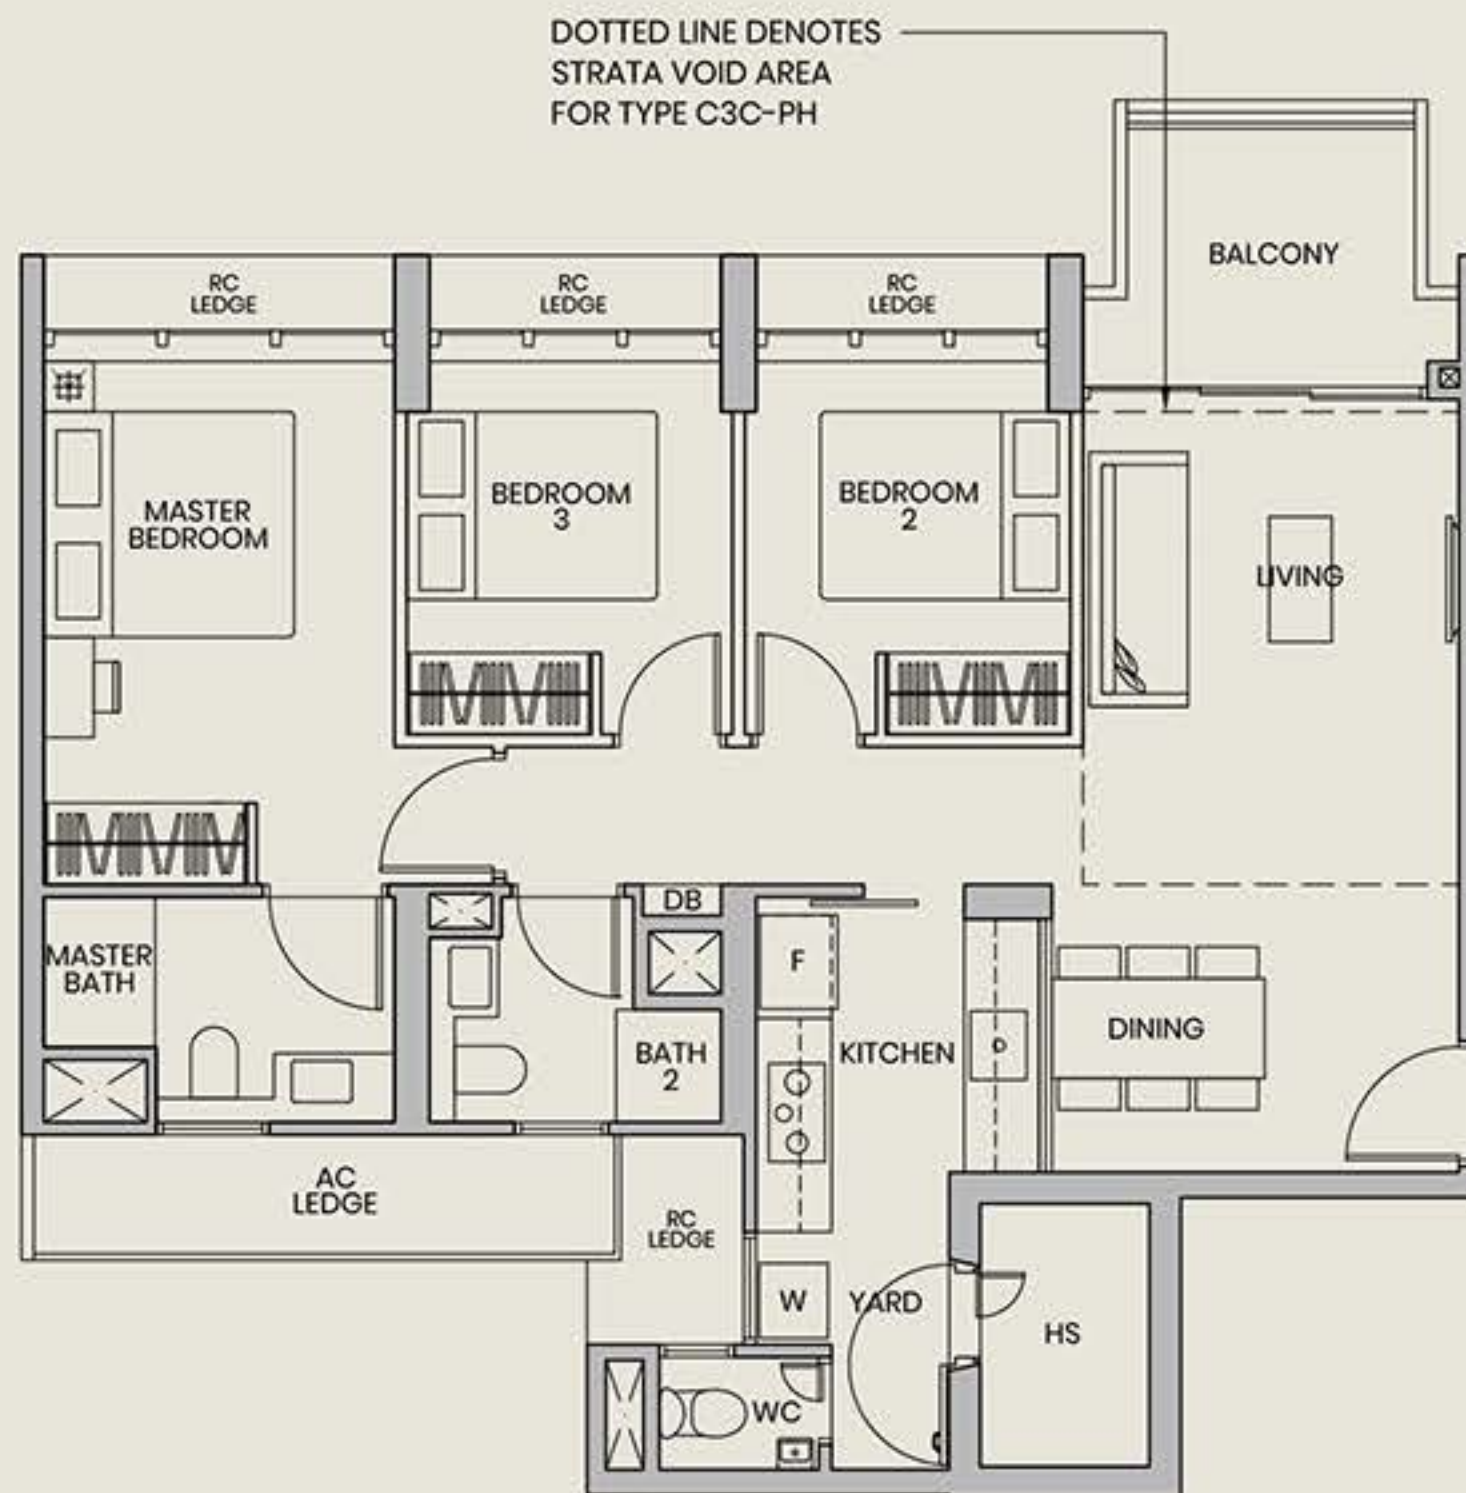 DOTTED LINE DENOTES
STRATA VOID AREA
FOR TYPE C3C-PH
BALCONY
RC
LEDGE
RC
LEDGE
RC
LEDGE
MASTER
BEDROOM
BEDROOM
3
BEDROOM
2
LIVING
DB
MASTER
BATH
F
DINING
BATH
2
KITCHEN
AC
LEDGE
RC
LEDGE
W
YARD
HS
WC